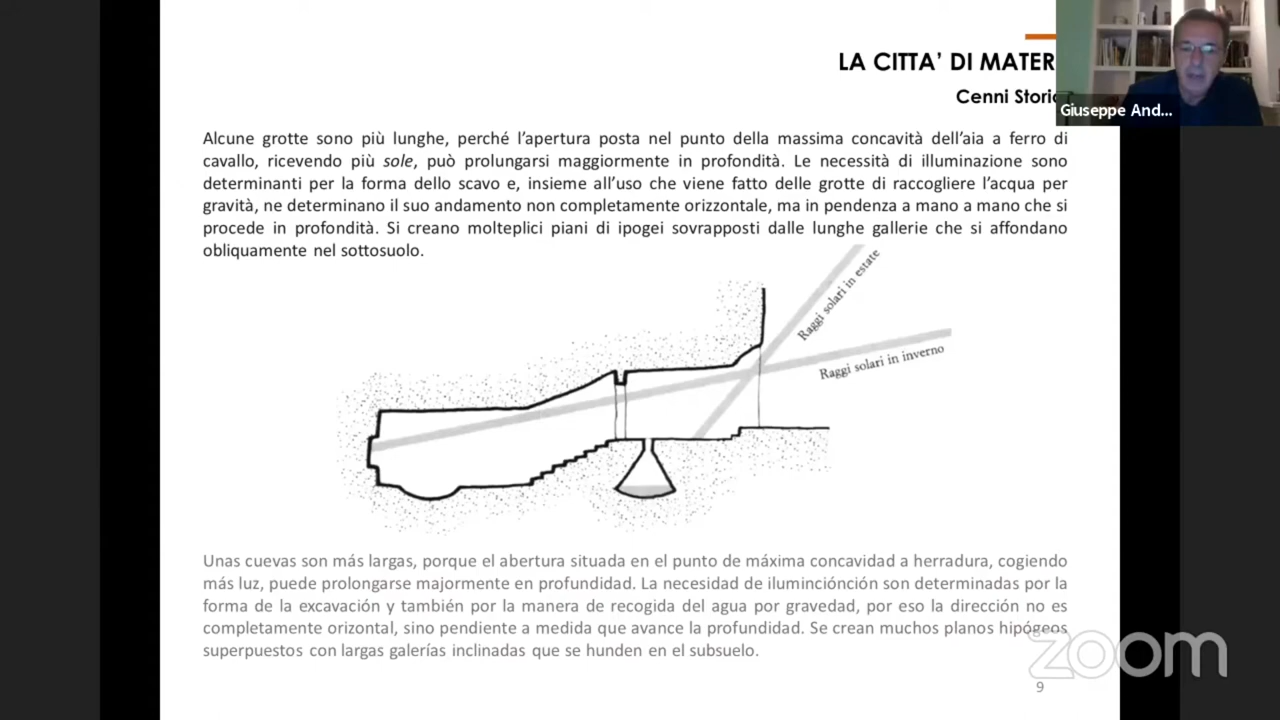 LA CITTA’ DI MATER
Cenni Storic
Giuseppe And...
Alcune grotte sono più lunghe, perché l’apertura posta nel punto della massima concavità dell’aia a ferro di
cavallo, ricevendo più sole, può prolungarsi maggiormente in profondità. Le necessità di illuminazione sono
determinanti per la forma dello scavo e, insieme all’uso che viene fatto delle grotte di raccogliere l’acqua per
gravità, ne determinano il suo andamento non completamente orizzontale, ma in pendenza a mano a mano che si
procede in profondità. Si creano molteplici piani di ipogei sovrapposti dalle lunghe gallerie che si affondano
obliquamente nel sottosuolo.
Raggi solari in estate
Raggi solari in inverno
Unas cuevas son más largas, porque el abertura situada en el punto de máxima concavidad a herradura, cogiendo
más luz, puede prolongarse majormente en profundidad. La necesidad de iluminciónción son determinadas por la
forma de la excavación y también por la manera de recogida del agua por gravedad, por eso la dirección no es
completamente orizontal, sino pendiente a medida que avance la profundidad. Se crean muchos planos hipógeos
superpuestos con largas galerías inclinadas que se hunden en el subsuelo.
zoom
9